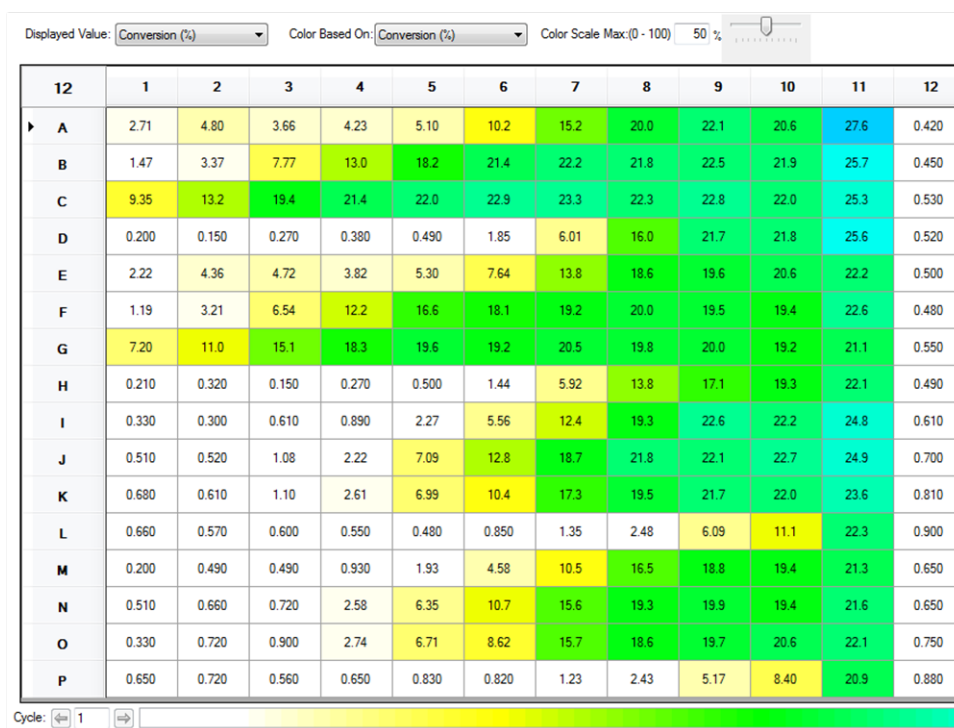 Displayed Value: Conversion (%) Color Based On: Conversion (%) Color Scale Max:(0 - 100) 50 %
12 1 2 3 4 5 6 7 8 9 10 11 12
A 2.71 4.80 3.66 4.23 5.10 10.2 15.2 20.0 22.1 20.6 27.6 0.420
B 1.47 3.37 7.77 13.0 18.2 21.4 22.2 21.8 22.5 21.9 25.7 0.450
C 9.35 13.2 19.4 21.4 22.0 22.9 23.3 22.3 22.8 22.0 25.3 0.530
D 0.200 0.150 0.270 0.380 0.490 1.85 6.01 16.0 21.7 21.8 25.6 0.520
E 2.22 4.36 4.72 3.82 5.30 7.64 13.8 18.6 19.6 20.6 22.2 0.500
F 1.19 3.21 6.54 12.2 16.6 18.1 19.2 20.0 19.5 19.4 22.6 0.480
G 7.20 11.0 15.1 18.3 19.6 19.2 20.5 19.8 20.0 19.2 21.1 0.550
H 0.210 0.320 0.150 0.270 0.500 1.44 5.92 13.8 17.1 19.3 22.1 0.490
I 0.330 0.300 0.610 0.890 2.27 5.56 12.4 19.3 22.6 22.2 24.8 0.610
J 0.510 0.520 1.08 2.22 7.09 12.8 18.7 21.8 22.1 22.7 24.9 0.700
K 0.680 0.610 1.10 2.61 6.99 10.4 17.3 19.5 21.7 22.0 23.6 0.810
L 0.660 0.570 0.600 0.550 0.480 0.850 1.35 2.48 6.09 11.1 22.3 0.900
M 0.200 0.490 0.490 0.930 1.93 4.58 10.5 16.5 18.8 19.4 21.3 0.650
N 0.510 0.660 0.720 2.58 6.35 10.7 15.6 19.3 19.9 19.4 21.6 0.650
O 0.330 0.720 0.900 2.74 6.71 8.62 15.7 18.6 19.7 20.6 22.1 0.750
P 0.650 0.720 0.560 0.650 0.830 0.820 1.23 2.43 5.17 8.40 20.9 0.880
Cycle: 1